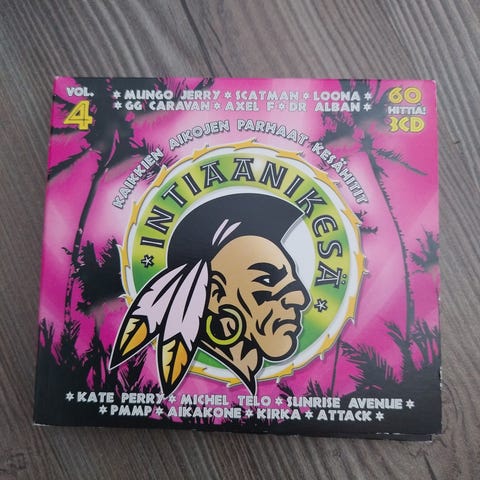 VOL. 4
★ MUNGO JERRY ★ SCATMAN ★ LOONA ★
★ GG CARAVAN ★ AXEL F ★ DR ALBAN ★
60 HITTIÄ!
3CD
KAIKKIEN AIKOJEN PARHAAT KESÄHITIT
★ INTIAANIKESÄ ★
★ KATE PERRY ★ MICHEL TELO ★ SUNRISE AVENUE ★
★ PMMP ★ AIKAKONE ★ KIRKA ★ ATTACK ★